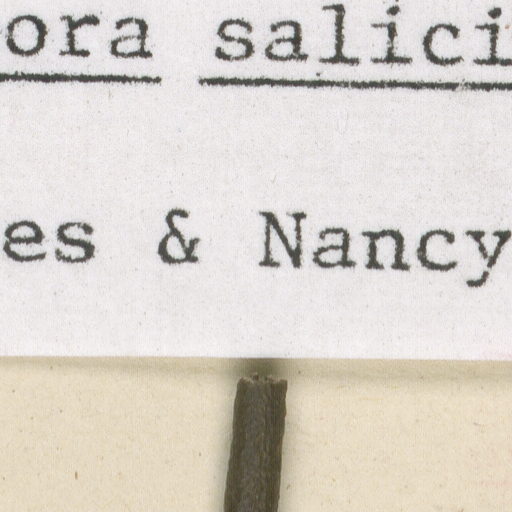 ora salici
es & Nancy